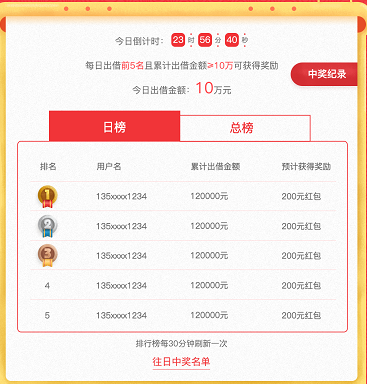 今日倒计时: 23 时 56 分 40 秒
每日出借前5名且累计出借金额≥10万可获得奖励
中奖纪录
今日出借金额: 10万元
日榜 总榜
排名 用户名 累计出借金额 预计获得奖励
1 135xxxx1234 120000元 200元红包
2 135xxxx1234 120000元 200元红包
3 135xxxx1234 120000元 200元红包
4 135xxxx1234 120000元 200元红包
5 135xxxx1234 120000元 200元红包
排行榜每30分钟刷新一次
往日中奖名单